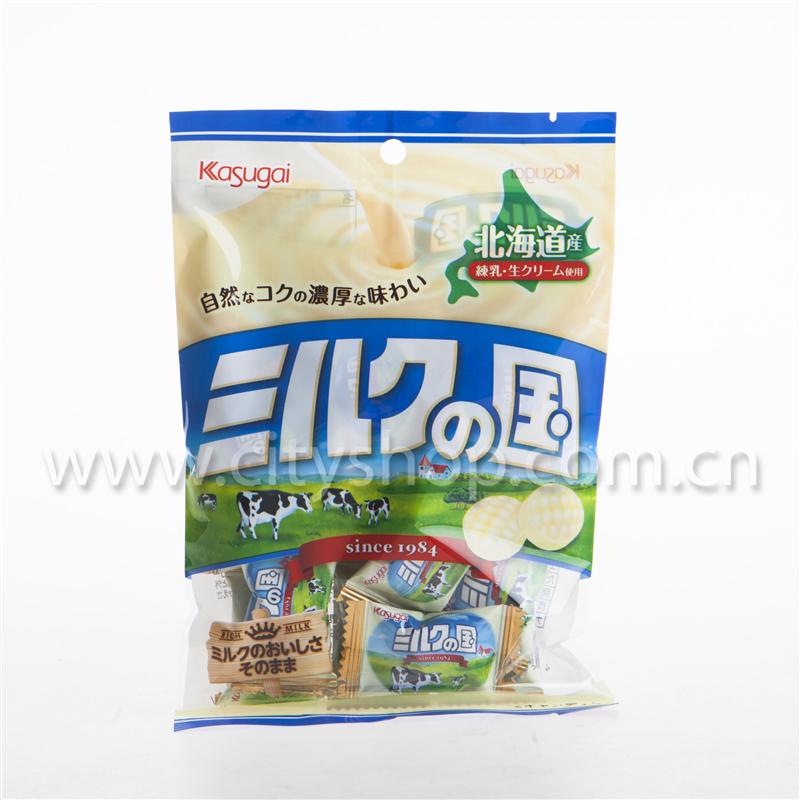 Kasugai
北海道産
練乳・生クリーム使用
自然なコクの濃厚な味わい
ミルクの国
www.cityshop.com.cn
since 1984
RICH MILK
ミルクのおいしさ
そのまま
Kasugai
ミルクの国
since 1984